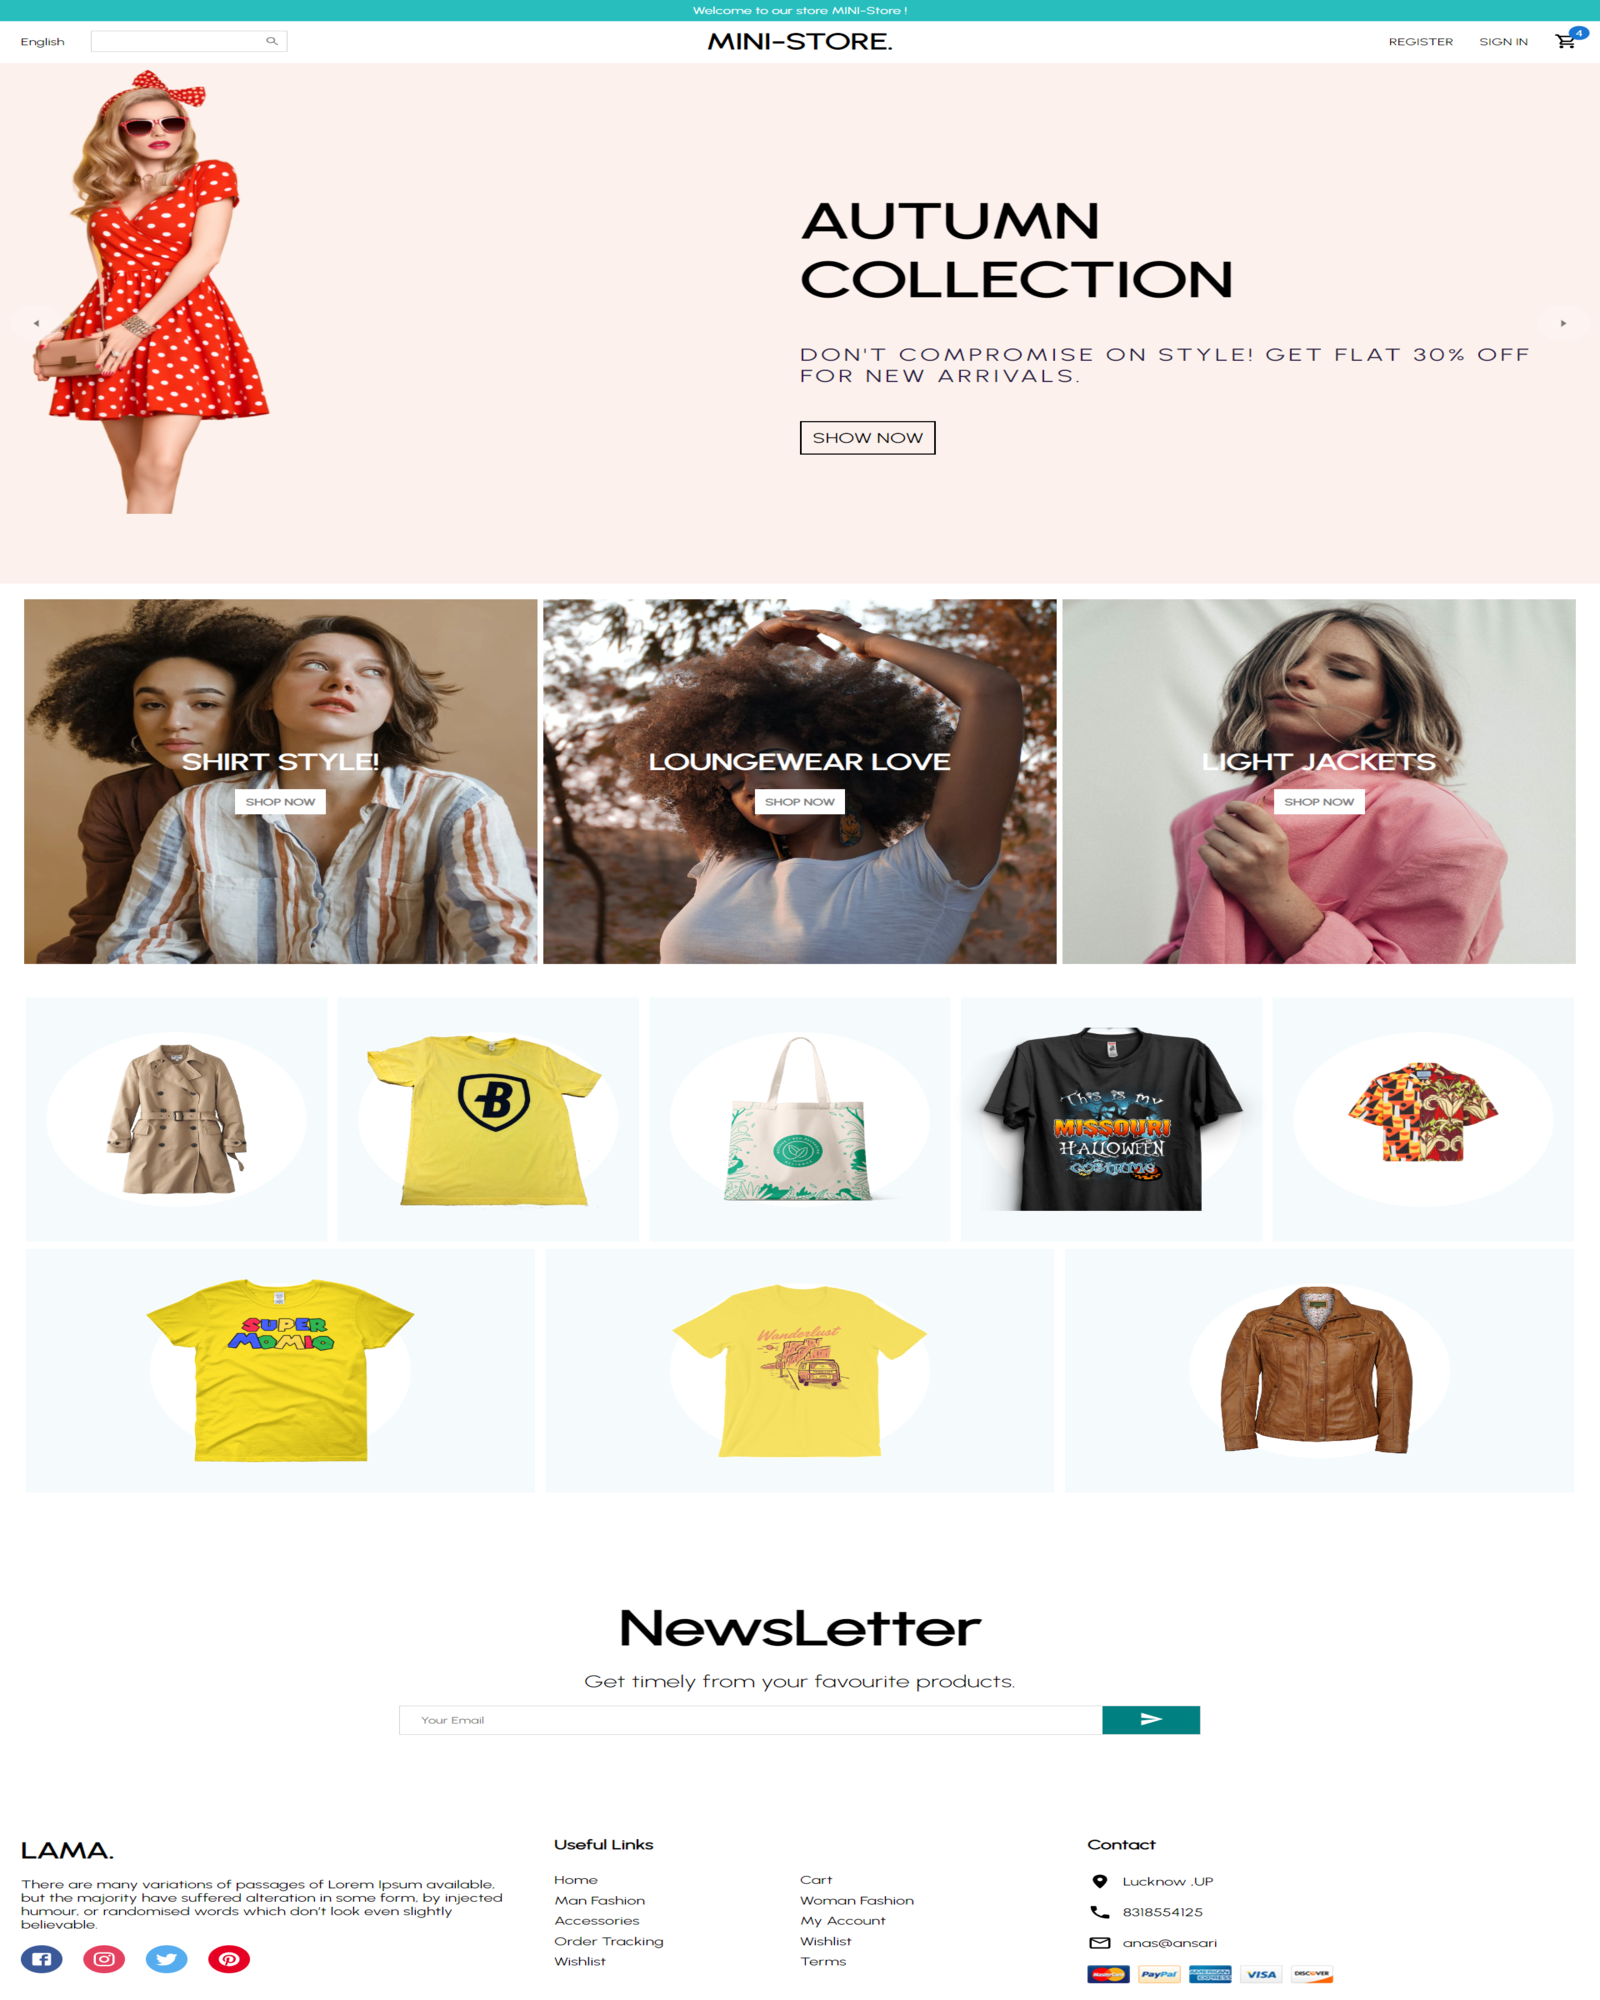 Welcome to our store MINI-Store !
English
MINI-STORE.
REGISTER
SIGN IN
4
AUTUMN
COLLECTION
DON'T COMPROMISE ON STYLE! GET FLAT 30% OFF
FOR NEW ARRIVALS.
SHOW NOW
SHIRT STYLE!
SHOP NOW
LOUNGEWEAR LOVE
SHOP NOW
LIGHT JACKETS
SHOP NOW
B
This is my
MISSOURI
HALLOWEEN
COSTUME
SUPER
MOMIO
Wanderlust
NewsLetter
Get timely from your favourite products.
Your Email
LAMA.
There are many variations of passages of Lorem Ipsum available,
but the majority have suffered alteration in some form, by injected
humour, or randomised words which don't look even slightly
believable.
Useful Links
Home
Cart
Man Fashion
Woman Fashion
Accessories
My Account
Order Tracking
Wishlist
Wishlist
Terms
Contact
Lucknow ,UP
8318554125
anas@ansari
MasterCard
PayPal
AMERICAN EXPRESS
VISA
DISCOVER